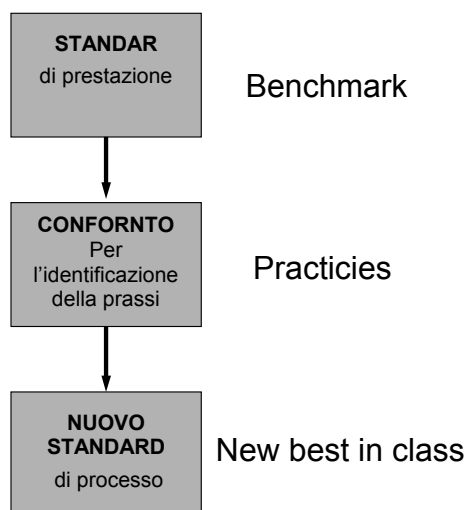 STANDAR
di prestazione
Benchmark
CONFORNTO
Per
l'identificazione
della prassi
Practicies
NUOVO
STANDARD
di processo
New best in class